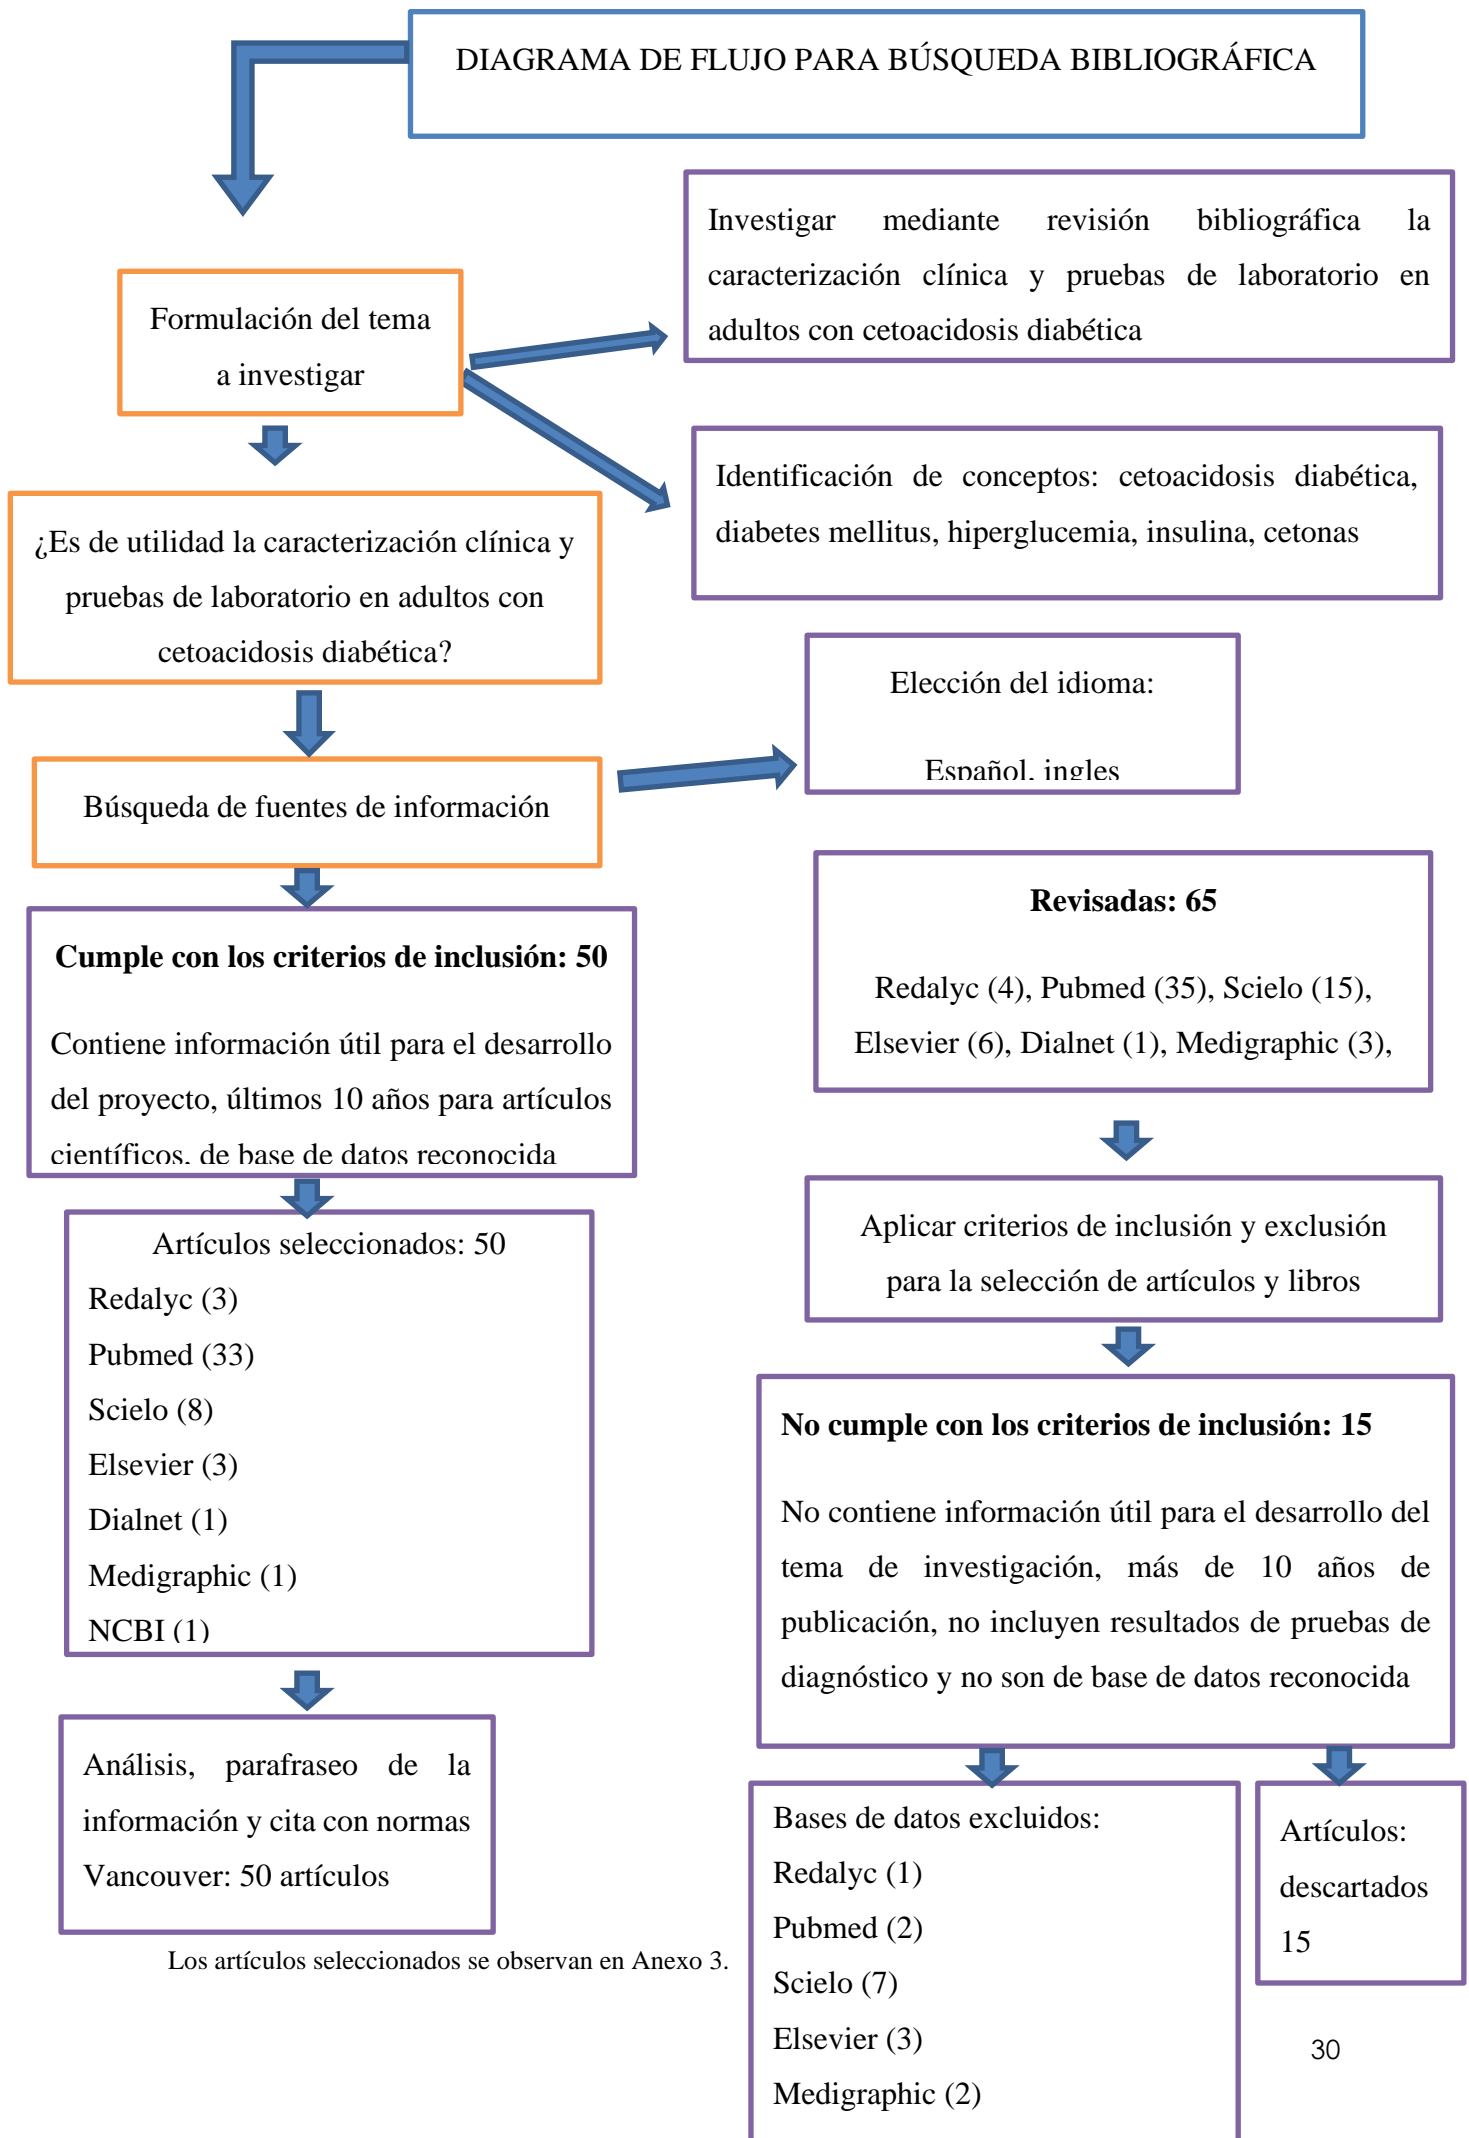 DIAGRAMA DE FLUJO PARA BÚSQUEDA BIBLIOGRÁFICA
Formulación del tema
a investigar
Investigar mediante revisión bibliográfica la
caracterización clínica y pruebas de laboratorio en
adultos con cetoacidosis diabética
Identificación de conceptos: cetoacidosis diabética,
diabetes mellitus, hiperglucemia, insulina, cetonas
¿Es de utilidad la caracterización clínica y
pruebas de laboratorio en adultos con
cetoacidosis diabética?
Búsqueda de fuentes de información
Elección del idioma:
Español, ingles
Revisadas: 65
Redalyc (4), Pubmed (35), Scielo (15),
Elsevier (6), Dialnet (1), Medigraphic (3),
Cumple con los criterios de inclusión: 50
Contiene información útil para el desarrollo
del proyecto, últimos 10 años para artículos
científicos, de base de datos reconocida
Aplicar criterios de inclusión y exclusión
para la selección de artículos y libros
Artículos seleccionados: 50
Redalyc (3)
Pubmed (33)
Scielo (8)
Elsevier (3)
Dialnet (1)
Medigraphic (1)
NCBI (1)
No cumple con los criterios de inclusión: 15
No contiene información útil para el desarrollo del
tema de investigación, más de 10 años de
publicación, no incluyen resultados de pruebas de
diagnóstico y no son de base de datos reconocida
Análisis, parafraseo de la
información y cita con normas
Vancouver: 50 artículos
Bases de datos excluidos:
Redalyc (1)
Pubmed (2)
Scielo (7)
Elsevier (3)
Medigraphic (2)
Artículos:
descartados
15
Los artículos seleccionados se observan en Anexo 3.
30